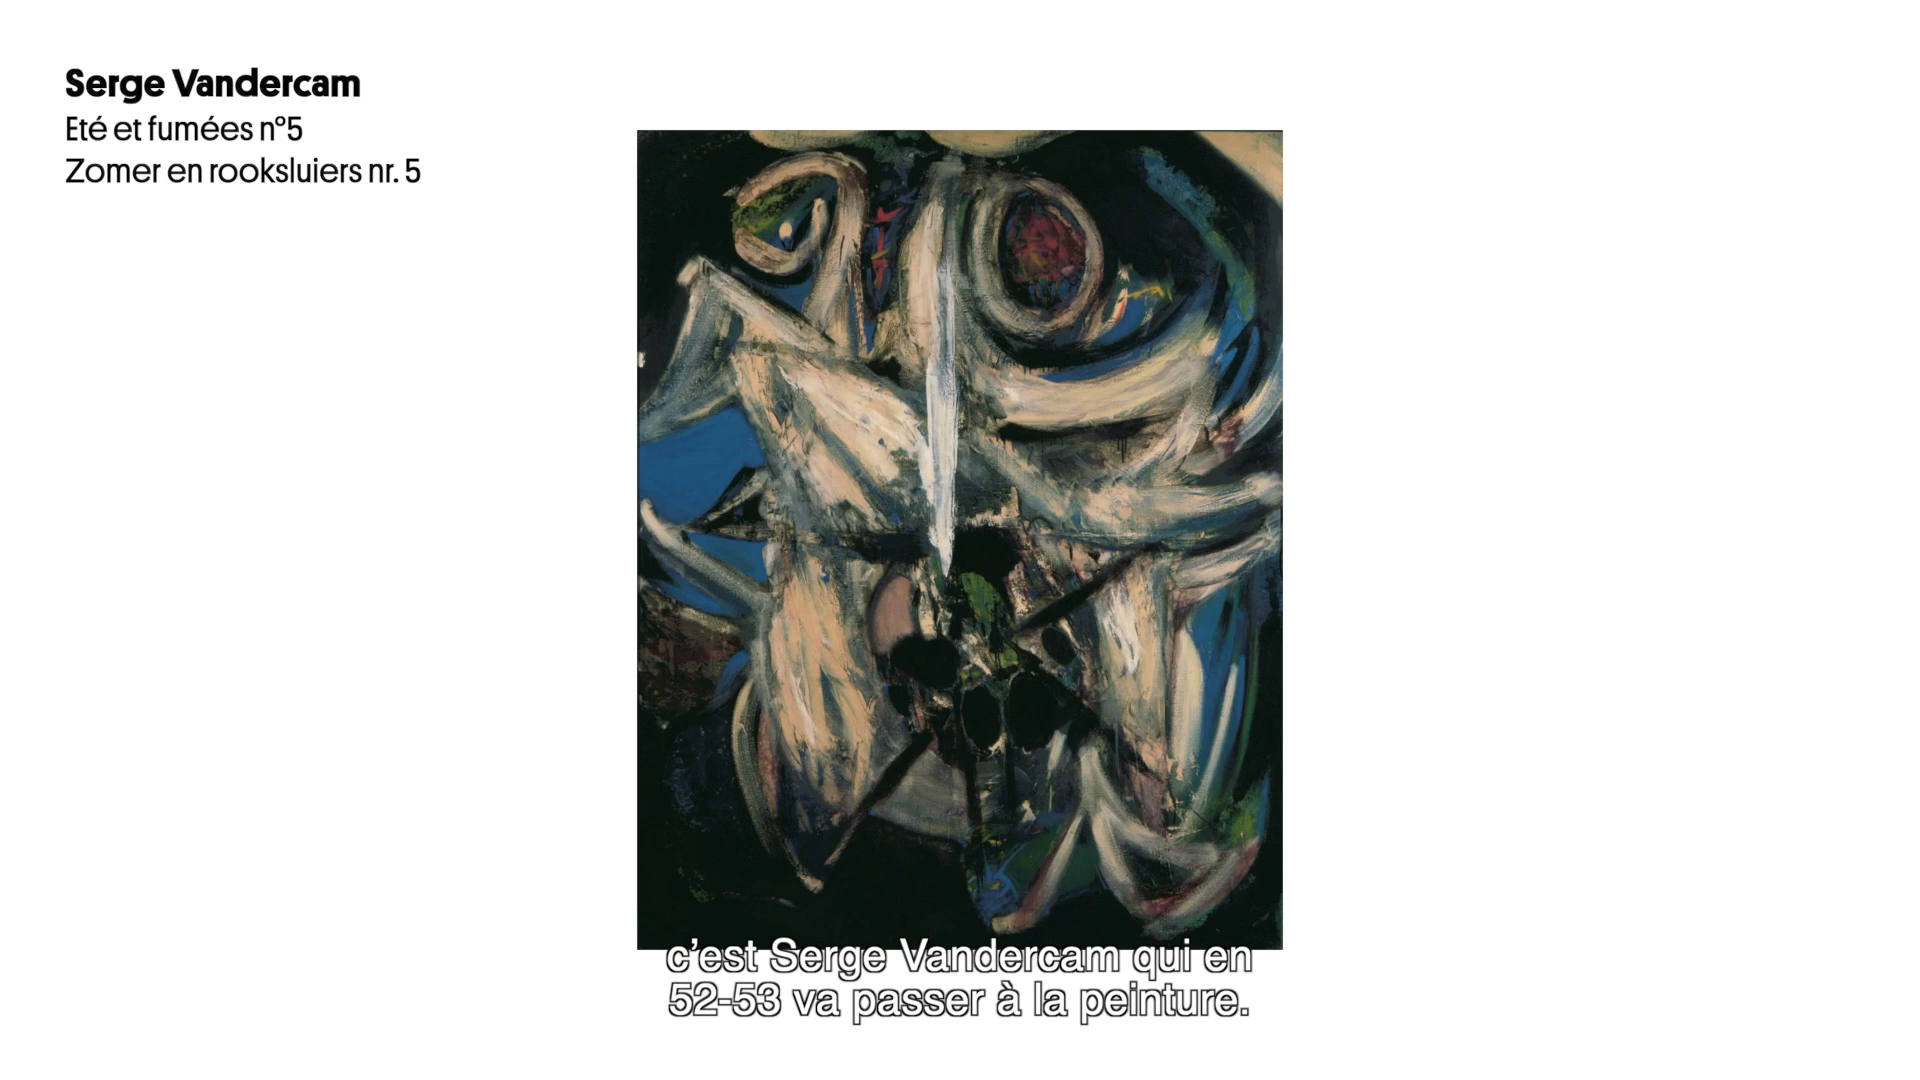 Serge Vandercam
Eté et fumées n°5
Zomer en rooksluiers nr. 5
c’est Serge Vandercam qui en
52-53 va passer à la peinture.